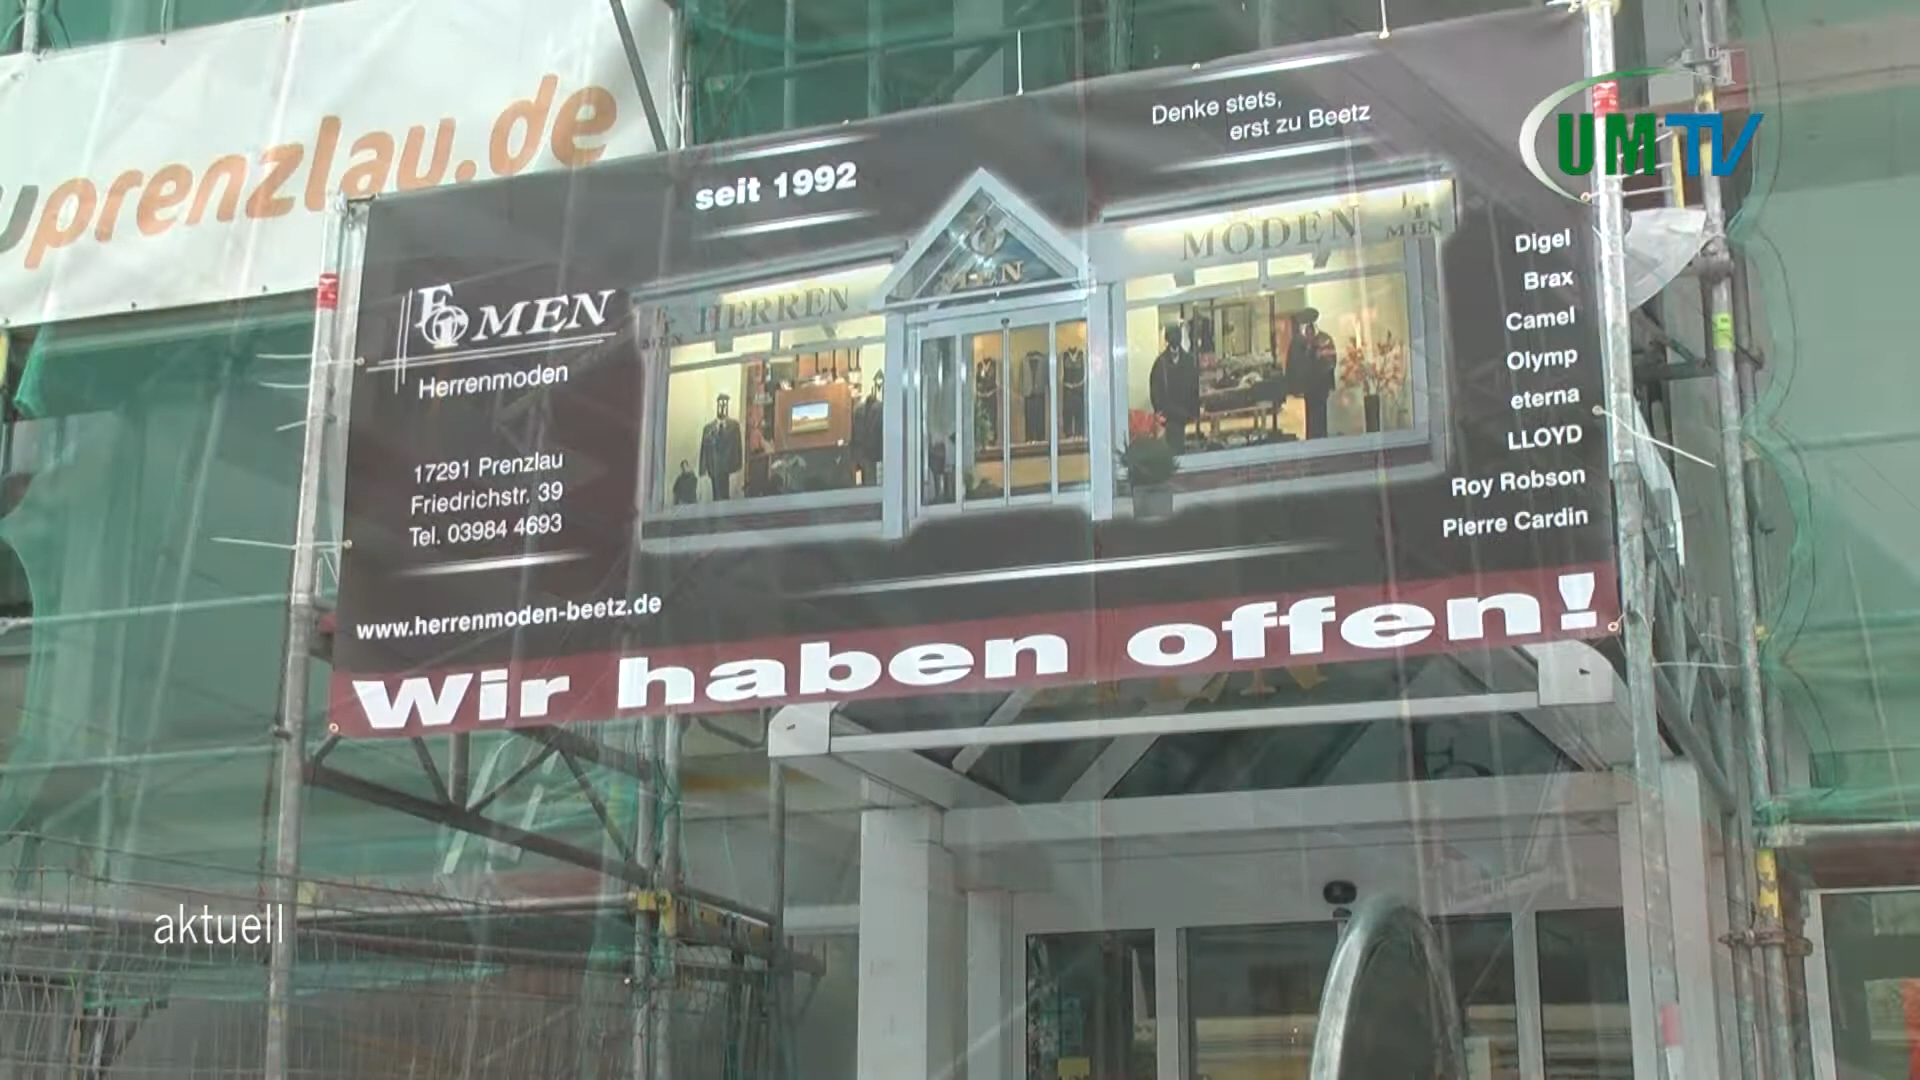 uprenzlau.de
Denke stets,
erst zu Beetz
UMTV
seit 1992
MEN
Herrenmoden
HERREN
MEN
MODEN
MEN
MEN
17291 Prenzlau
Friedrichstr. 39
Tel. 03984 4693
Digel
Brax
Camel
Olymp
eterna
LLOYD
Roy Robson
Pierre Cardin
www.herrenmoden-beetz.de
Wir haben offen!
aktuell